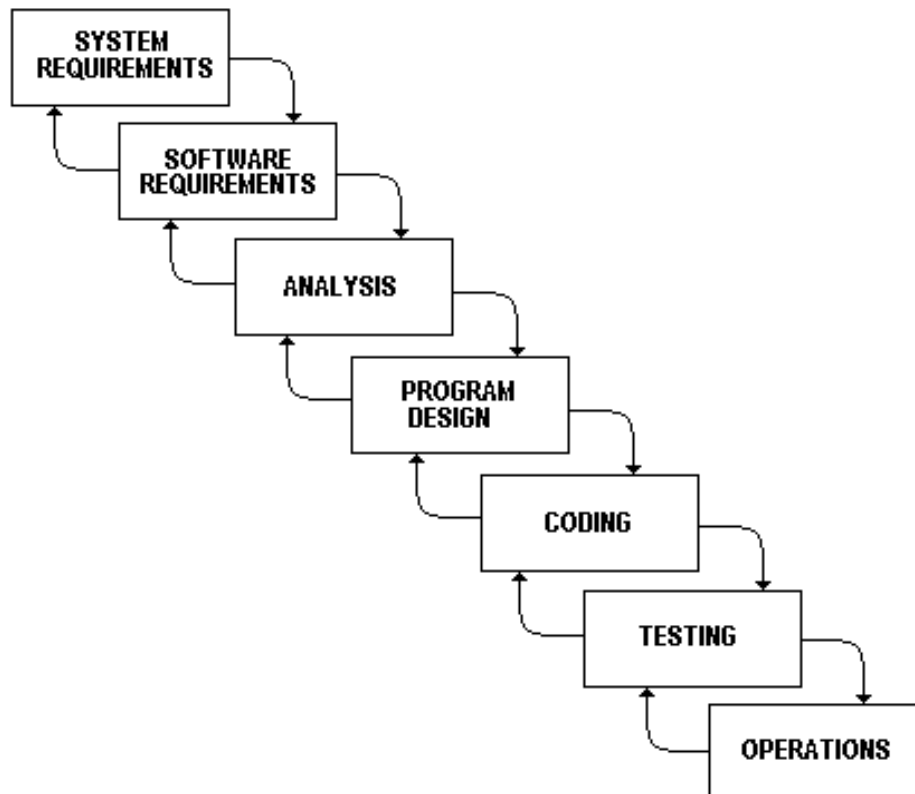 SYSTEM
REQUIREMENTS
SOFTWARE
REQUIREMENTS
ANALYSIS
PROGRAM
DESIGN
CODING
TESTING
OPERATIONS